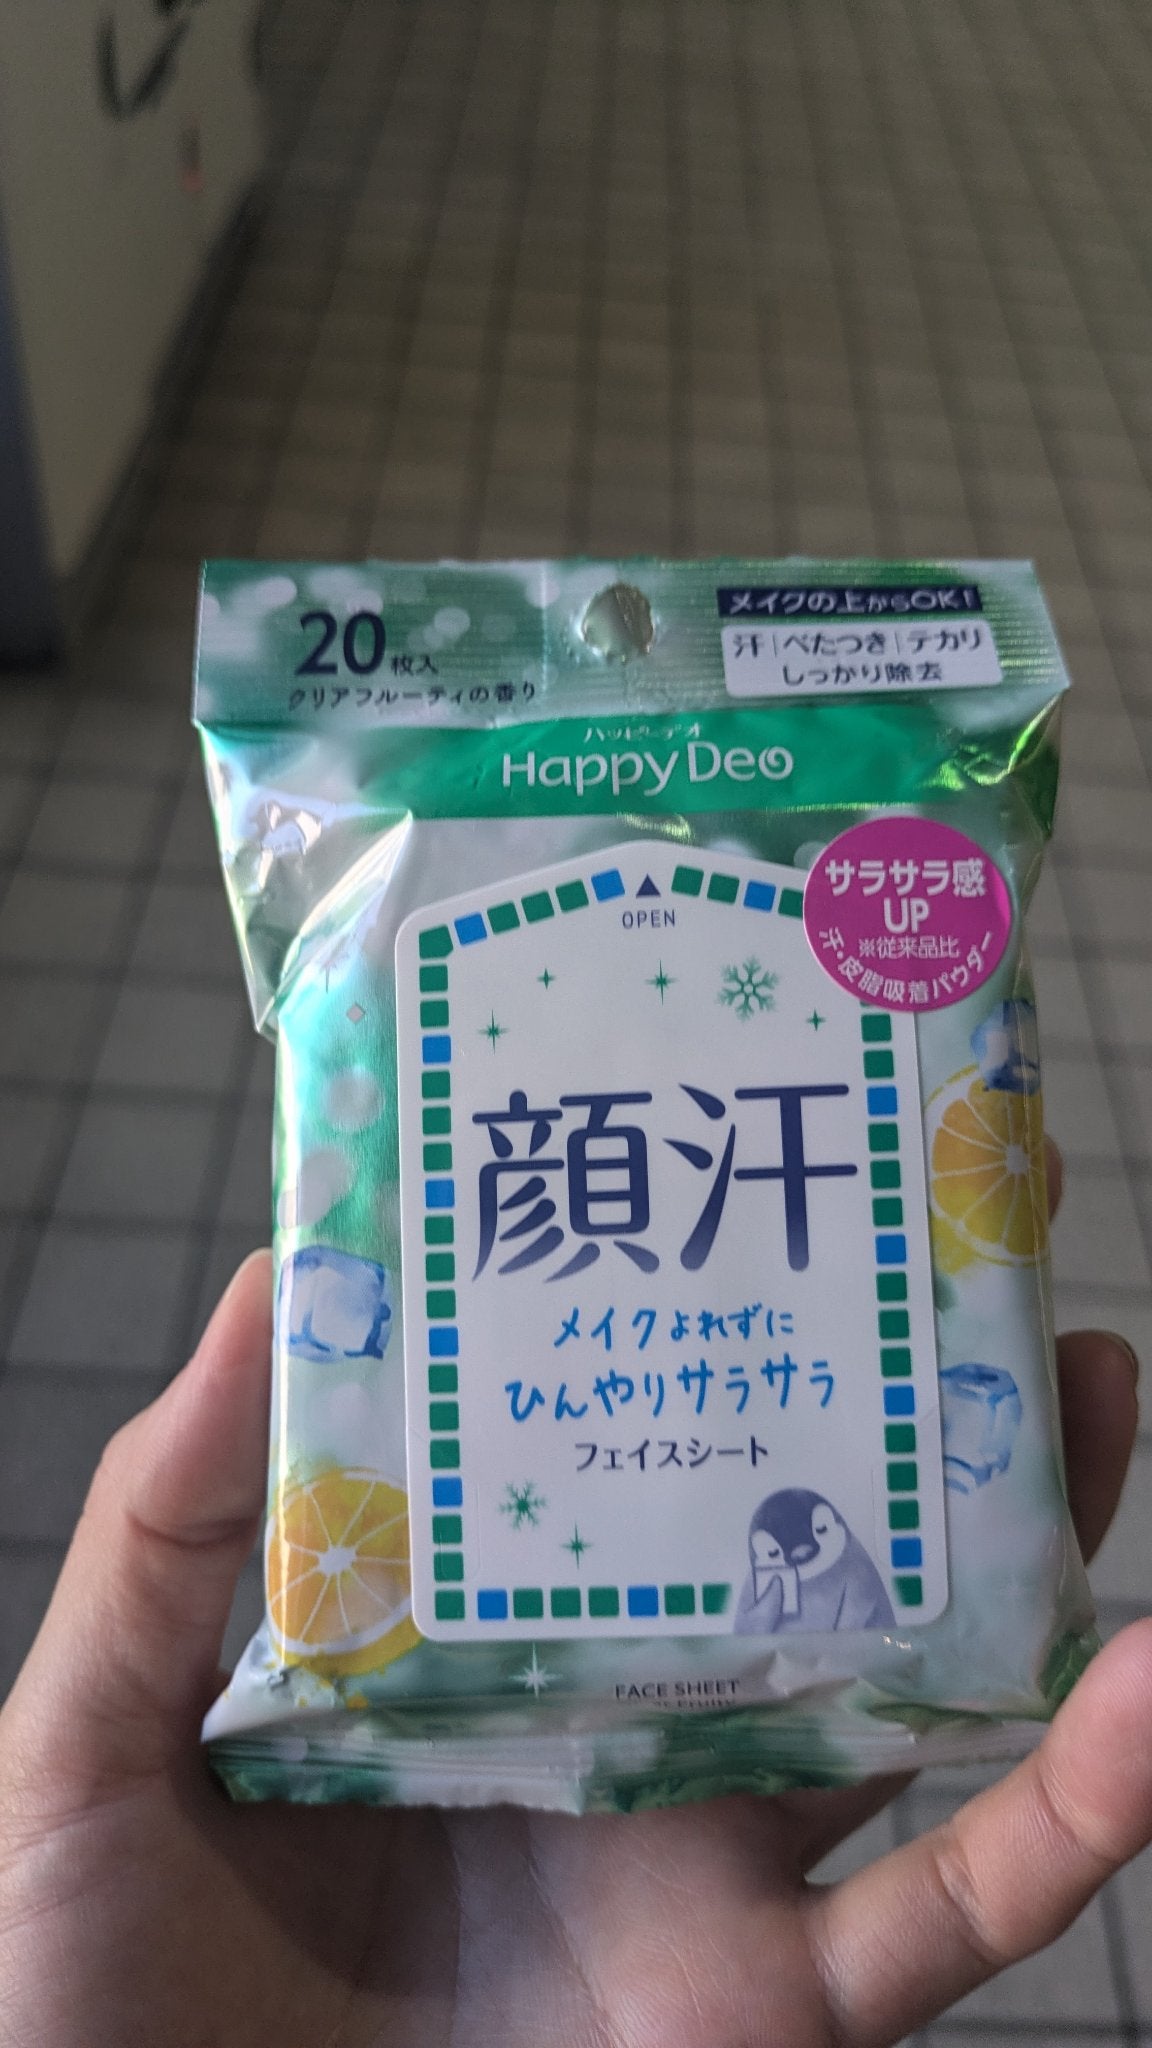 20枚入
クリアフルーティの香り
メイクの上からOK!
汗|べたつき|テカリ
しっかり除去
ハッピーデオ
HappyDeo
サラサラ感
UP
※従来品比
汗・皮脂吸着パウダー
OPEN
顔汗
メイクよれずに
ひんやりサラサラ
フェイスシート
FACE SHEET